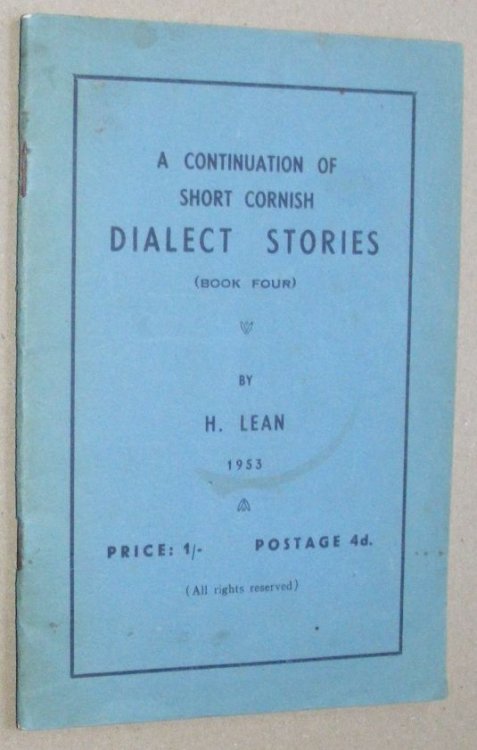 A CONTINUATION OF
SHORT CORNISH
DIALECT STORIES
(BOOK FOUR)
BY
H. LEAN
1953
PRICE: 1/- POSTAGE 4d.
(All rights reserved)